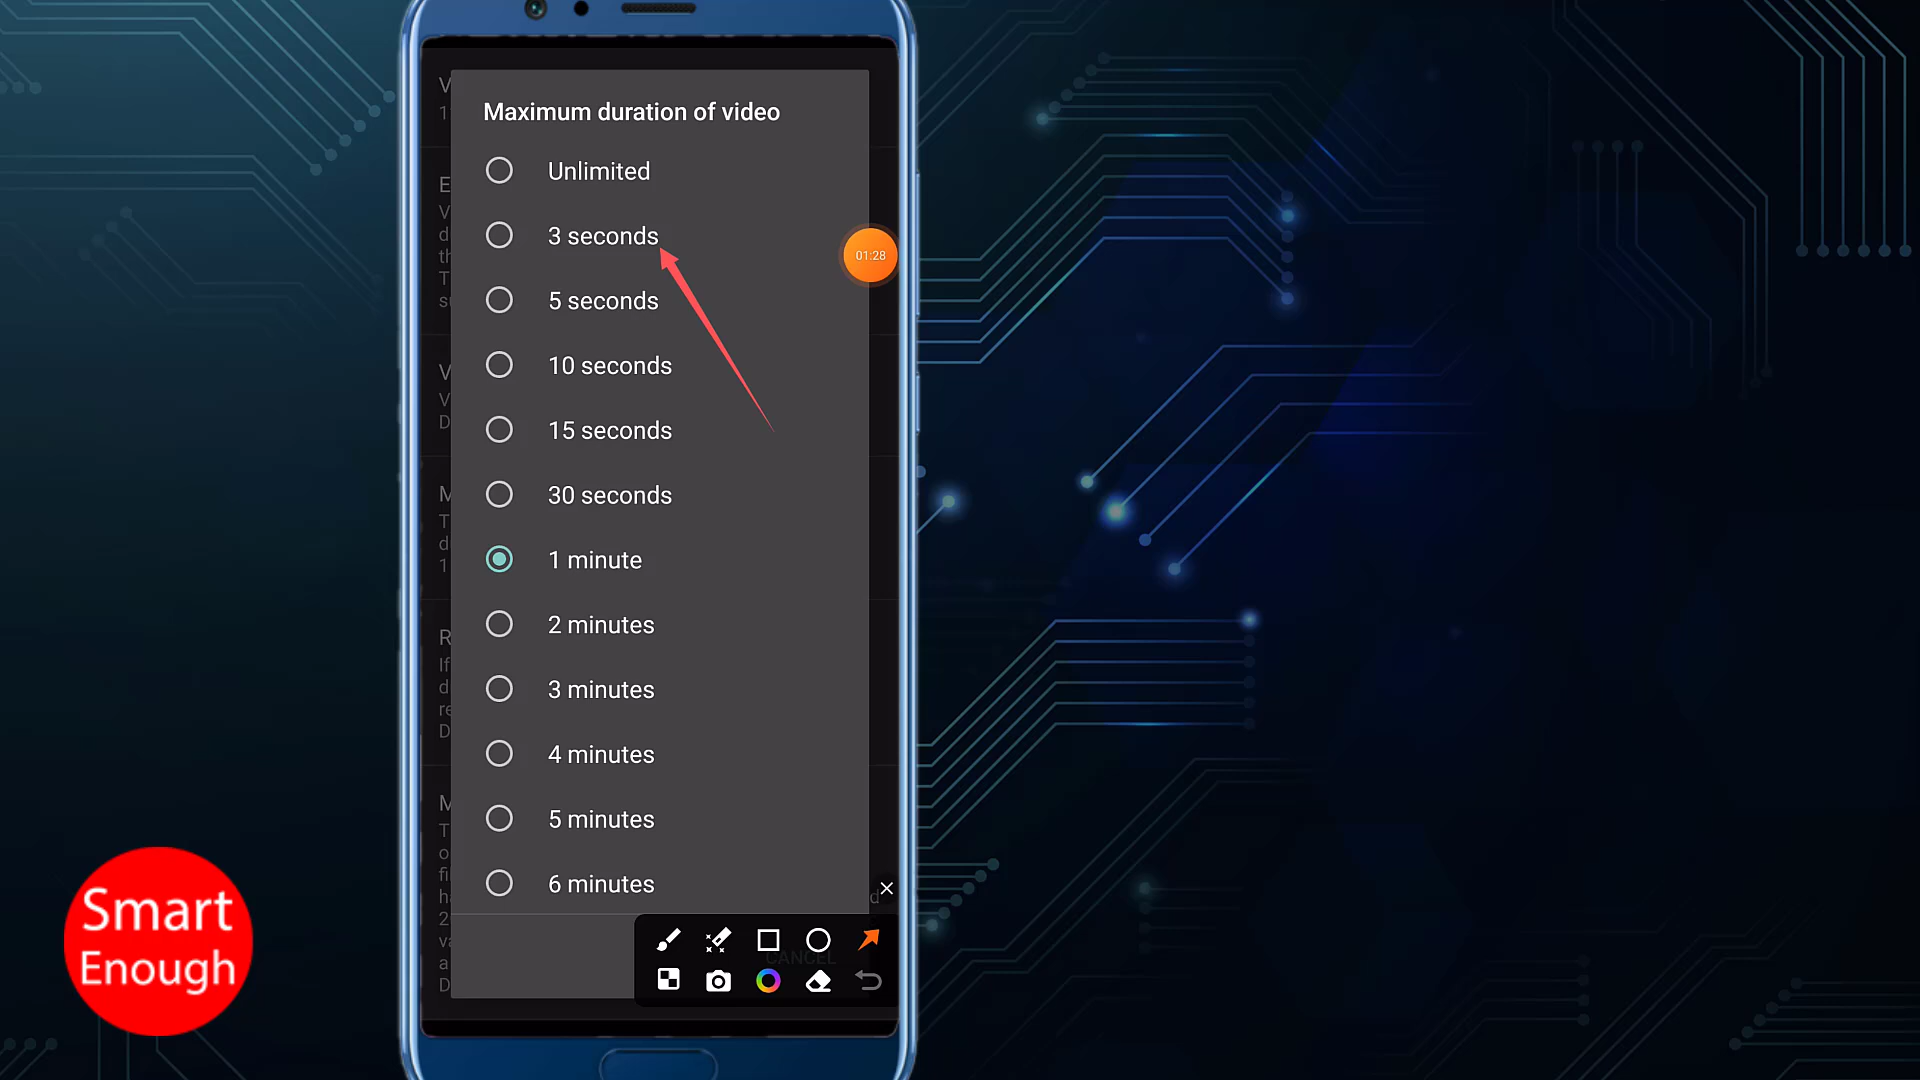 Maximum duration of video
Unlimited
3 seconds
01:28
5 seconds
10 seconds
15 seconds
30 seconds
1 minute
2 minutes
3 minutes
4 minutes
5 minutes
6 minutes
CANCEL
Smart
Enough